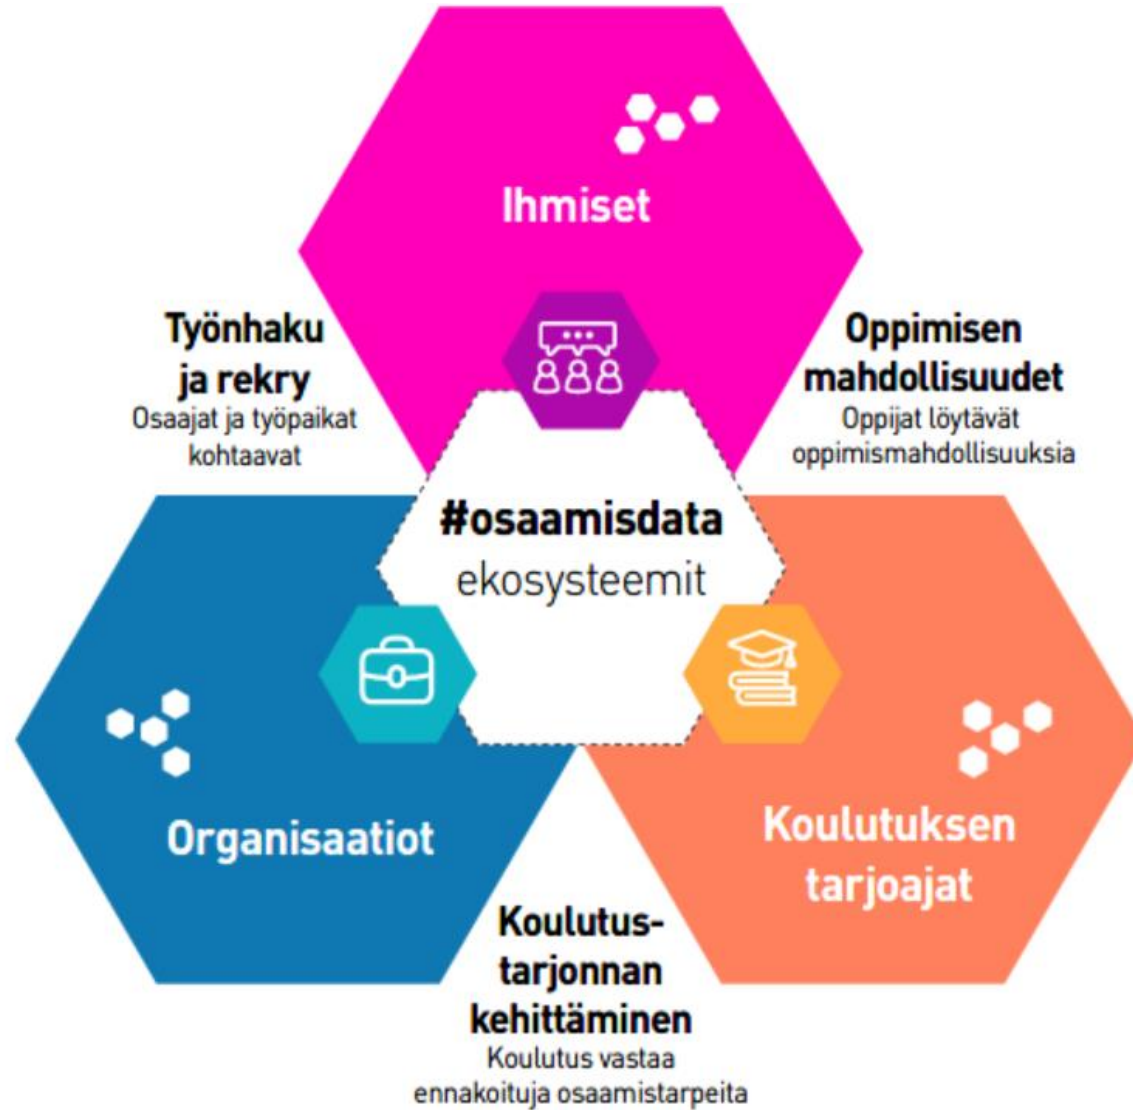 Ihmiset
Työnhaku
ja rekry
Osaajat ja työpaikat
kohtaavat
Oppimisen
mahdollisuudet
Oppijat löytävät
oppimismahdollisuuksia
#osaamisdata
ekosysteemit
Organisaatiot
Koulutuksen
tarjoajat
Koulutus-
tarjonnan
kehittäminen
Koulutus vastaa
ennakoituja osaamistarpeita